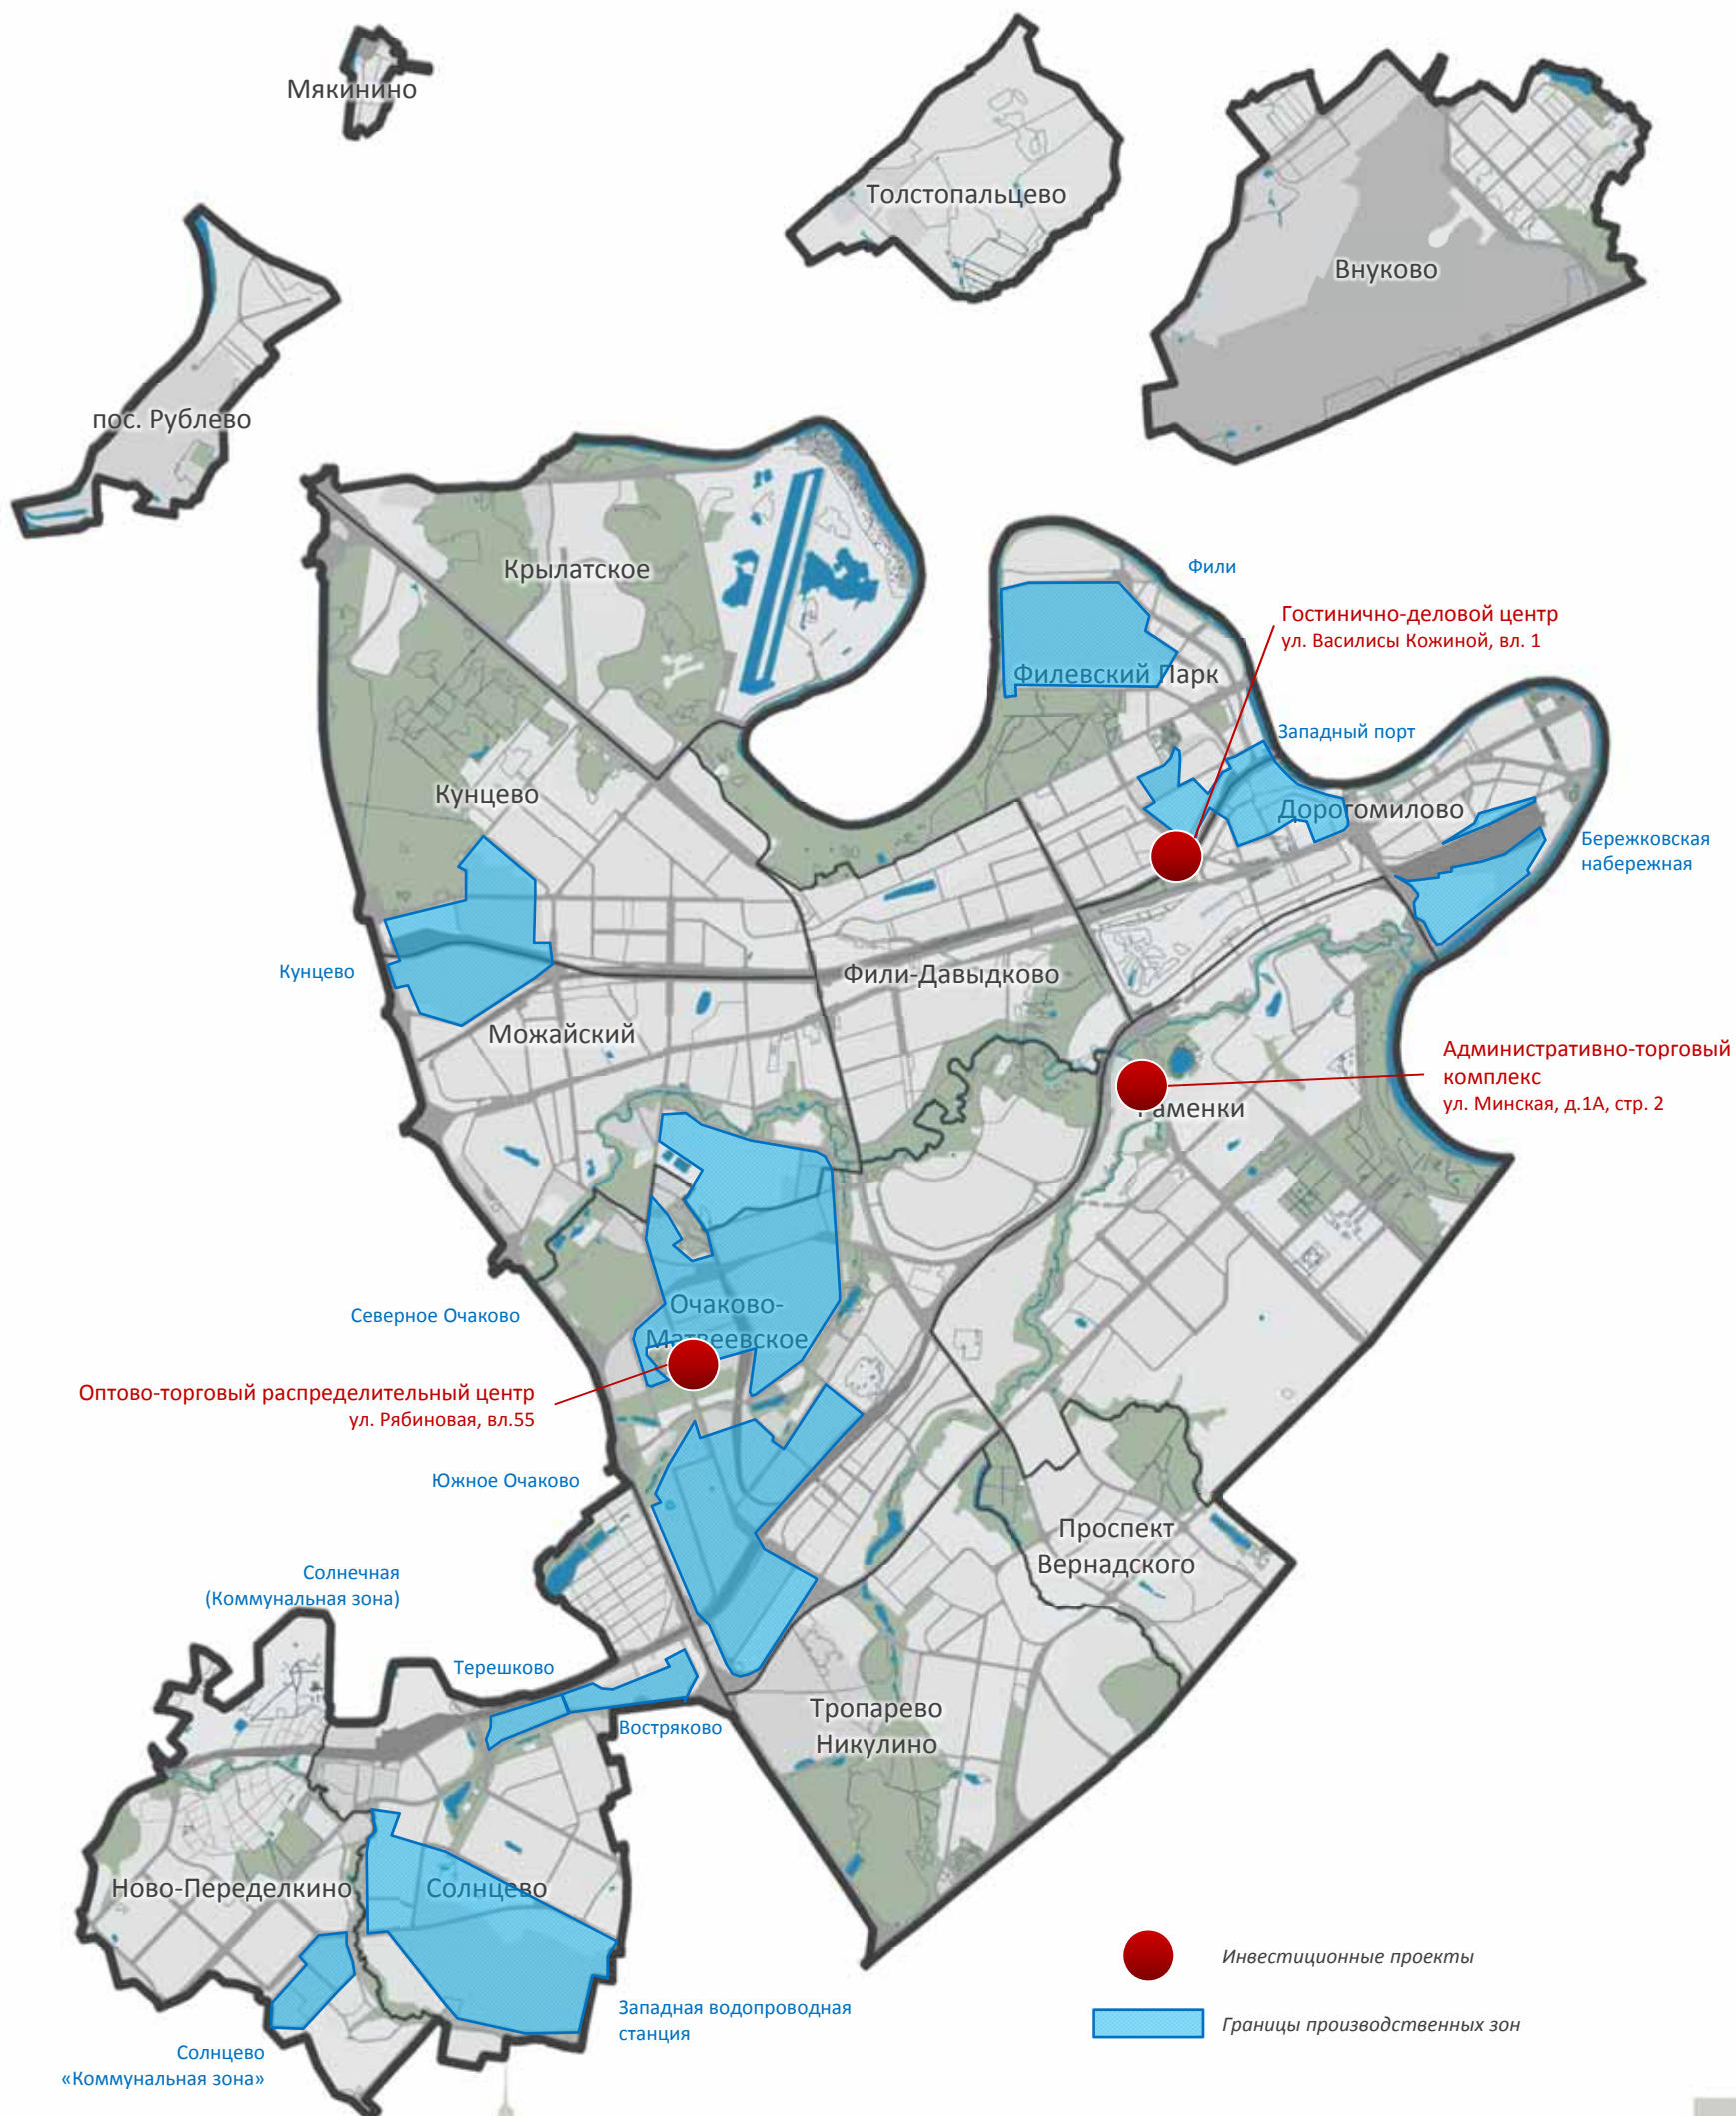 Мякинино
Толстопальцево
Внуково
пос. Рублево
Крылатское
Фили
Гостинично-деловой центр
ул. Василисы Кожиной, вл. 1
Филевский Парк
Западный порт
Кунцево
Дорогомилово
Бережковская
набережная
Кунцево
Фили-Давыдково
Можайский
Административно-торговый
комплекс
ул. Минская, д.1А, стр. 2
Раменки
Северное Очаково
Очаково-
Матвеевское
Оптово-торговый распределительный центр
ул. Рябиновая, вл.55
Южное Очаково
Проспект
Вернадского
Солнечная
(Коммунальная зона)
Терешково
Востряково
Тропарево
Никулино
Ново-Переделкино
Солнцево
Западная водопроводная
станция
Солнцево
«Коммунальная зона»
Инвестиционные проекты
Границы производственных зон